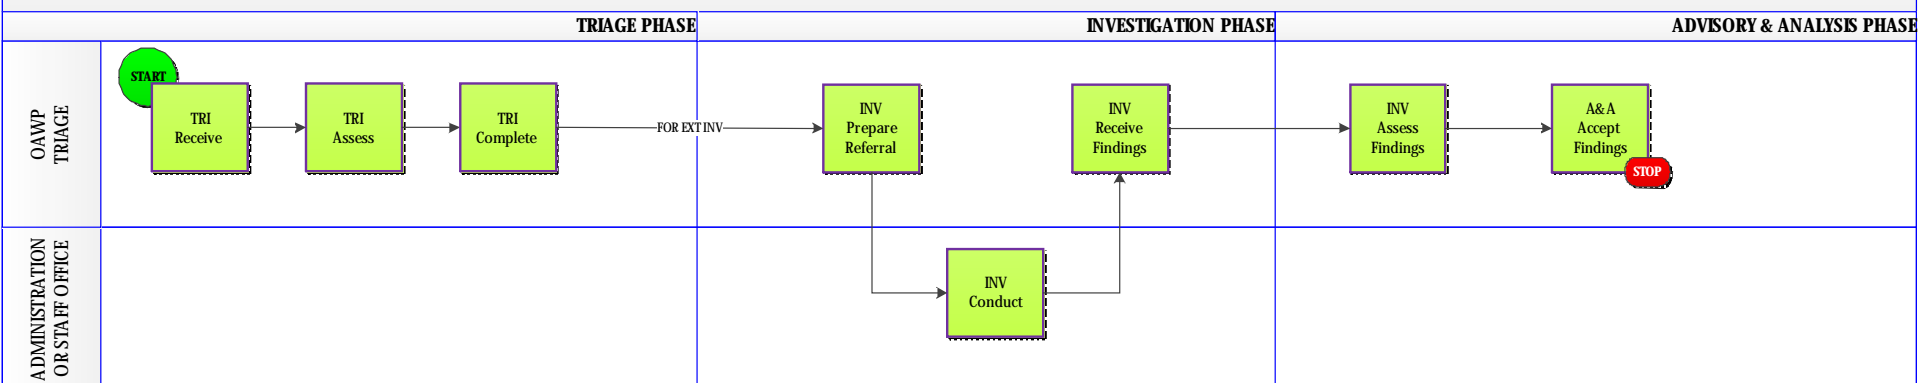 TRIAGE PHASE
INVESTIGATION PHASE
ADVISORY & ANALYSIS PHASE
OAWP
TRIAGE
START
TRI
Receive
TRI
Assess
TRI
Complete
FOR EXT INV
INV
Prepare
Referral
INV
Receive
Findings
INV
Assess
Findings
A&A
Accept
Findings
STOP
ADMINISTRATION
OR STAFF OFFICE
INV
Conduct